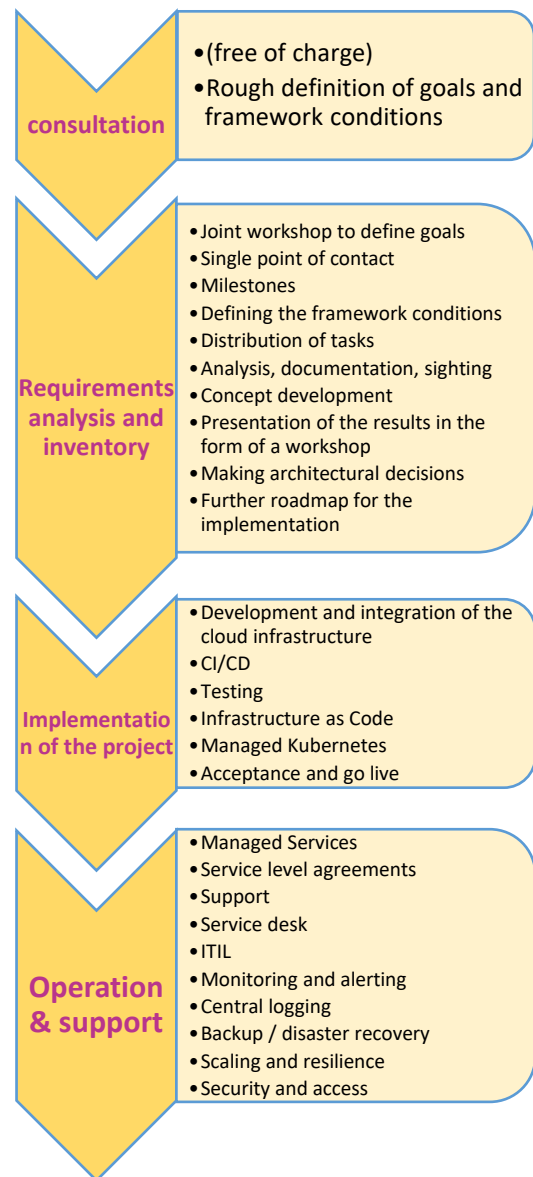 consultation
•(free of charge)
•Rough definition of goals and
framework conditions
Requirements
analysis and
inventory
•Joint workshop to define goals
•Single point of contact
•Milestones
•Defining the framework conditions
•Distribution of tasks
•Analysis, documentation, sighting
•Concept development
•Presentation of the results in the
form of a workshop
•Making architectural decisions
•Further roadmap for the
implementation
Implementatio
n of the project
•Development and integration of the
cloud infrastructure
•CI/CD
•Testing
•Infrastructure as Code
•Managed Kubernetes
•Acceptance and go live
Operation
& support
•Managed Services
•Service level agreements
•Support
•Service desk
•ITIL
•Monitoring and alerting
•Central logging
•Backup / disaster recovery
•Scaling and resilience
•Security and access